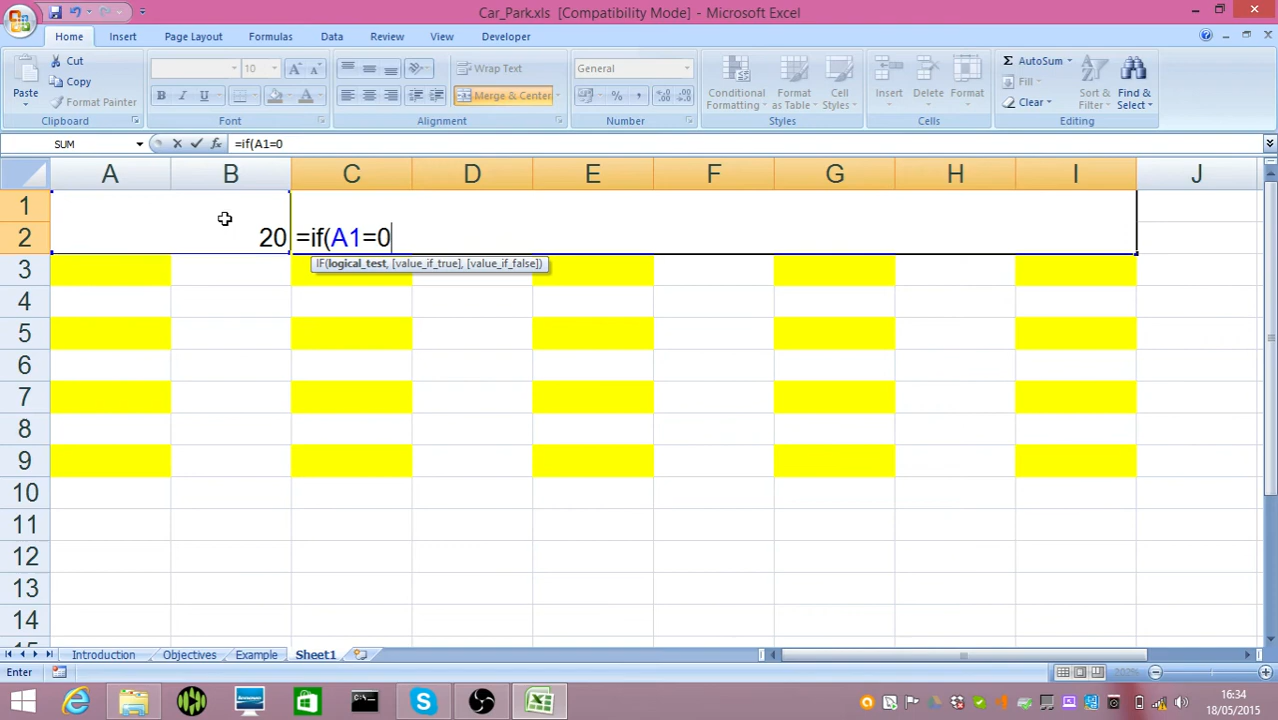 Car_Park.xls [Compatibility Mode] - Microsoft Excel
Home Insert Page Layout Formulas Data Review View Developer
Paste Cut Copy Format Painter Clipboard
10 B I U A A A Font
Wrap Text Merge & Center Alignment
General % , Number
Conditional Formatting Format as Table Cell Styles Styles
Insert Delete Format Cells
Σ AutoSum Fill Clear Sort & Filter Find & Select Editing
SUM fx =if(A1=0
A B C D E F G H I J
1
2 20 =if(A1=0
IF(logical_test, [value_if_true], [value_if_false])
3
4
5
6
7
8
9
10
11
12
13
14
Introduction Objectives Example Sheet1
Enter
16:34
18/05/2015